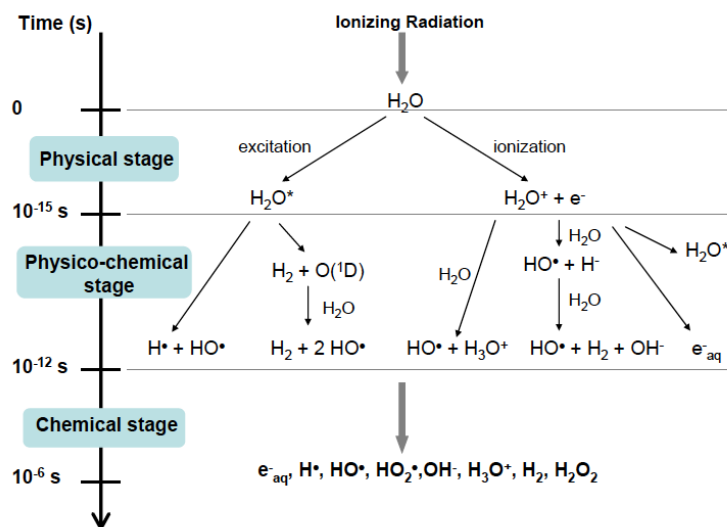 Time (s)
Ionizing Radiation
0
H₂O
Physical stage
excitation
ionization
H₂O*
H₂O⁺ + e⁻
10⁻¹⁵ s
Physico-chemical
stage
H₂ + O(¹D)
H₂O
H₂O
HO• + H⁻
H₂O*
H₂O
H₂O
H• + HO•
H₂ + 2 HO•
HO• + H₃O⁺
HO• + H₂ + OH⁻
e⁻aq
10⁻¹² s
Chemical stage
10⁻⁶ s
e⁻aq, H•, HO•, HO₂•,OH⁻, H₃O⁺, H₂, H₂O₂